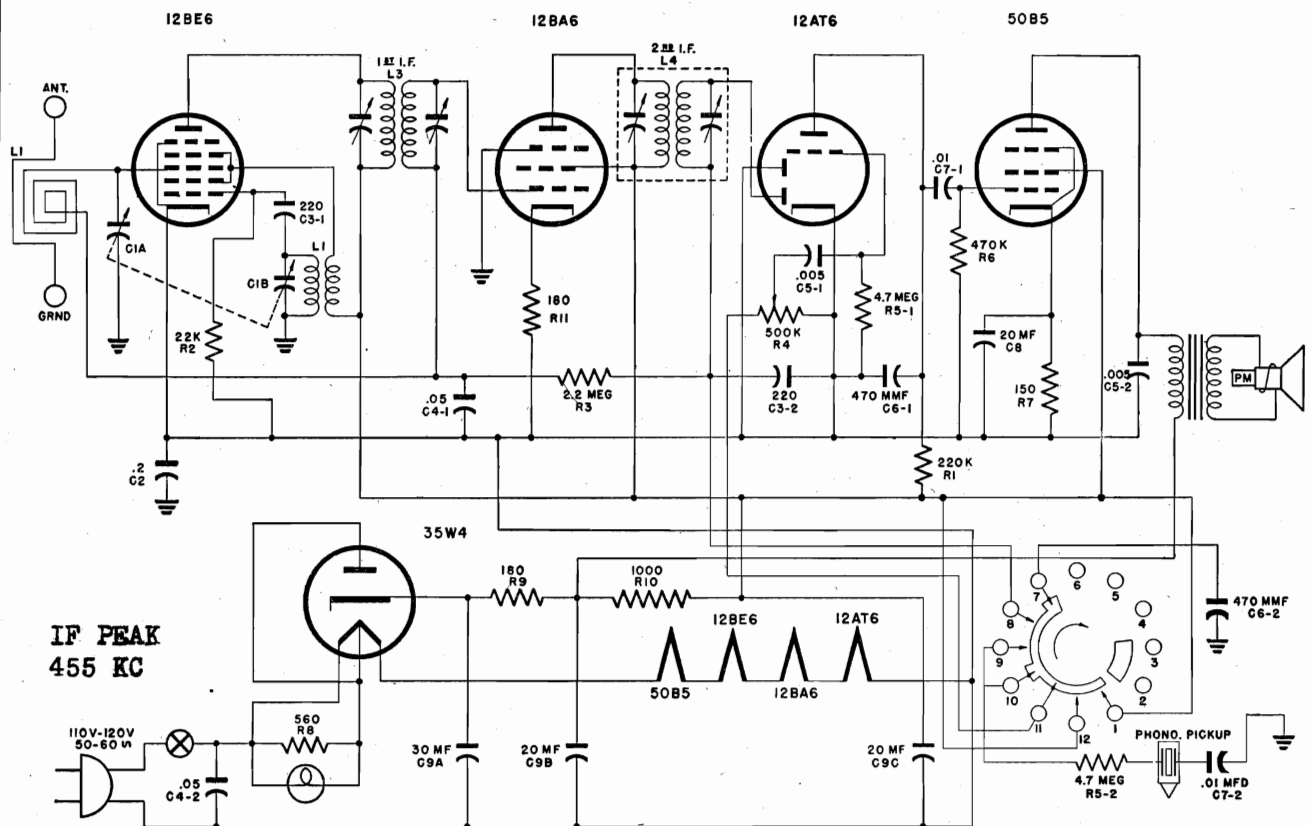 12BE6
12BA6
12AT6
50B5
1ST I.F.
L3
2ND I.F.
L4
ANT.
L1
GRND
C1A
220
C3-1
L1
C1B
22K
R2
180
R11
.005
C5-1
500K
R4
4.7 MEG
R5-1
.01
C7-1
470K
R6
20 MF
C8
150
R7
.005
C5-2
PM
.05
C4-1
2.2 MEG
R3
220
C3-2
470 MMF
C6-1
.2
C2
220K
R1
35W4
180
R9
1000
R10
12BE6
12AT6
50B5
12BA6
IF PEAK
455 KC
110V-120V
50-60 ~
.05
C4-2
560
R8
30 MF
C9A
20 MF
C9B
20 MF
C9C
7
6
5
4
3
2
1
12
11
10
9
8
470 MMF
C6-2
PHONO. PICKUP
4.7 MEG
R5-2
.01 MFD
C7-2